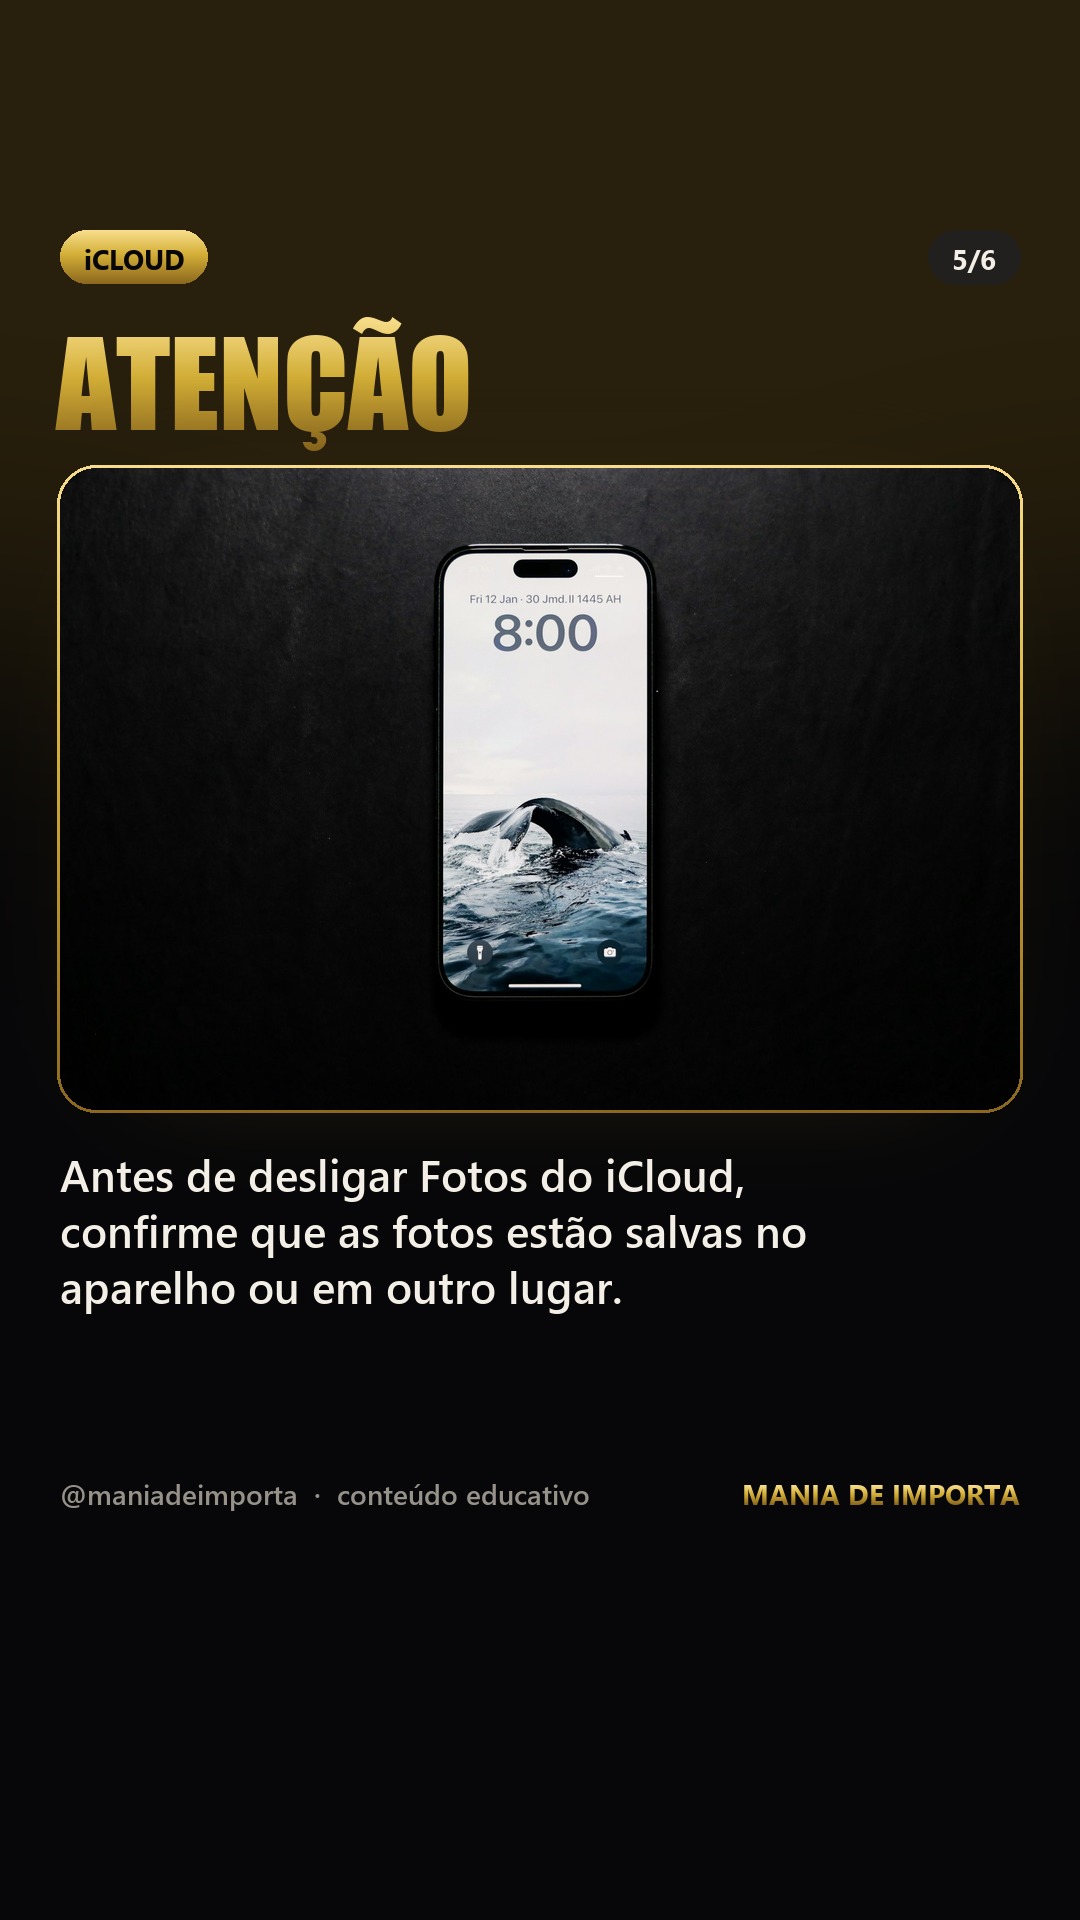 iCLOUD
5/6
ATENÇÃO
Fri 12 Jan · 30 Jmd. II 1445 AH
8:00
Antes de desligar Fotos do iCloud,
confirme que as fotos estão salvas no
aparelho ou em outro lugar.
@maniadeimporta · conteúdo educativo
MANIA DE IMPORTA